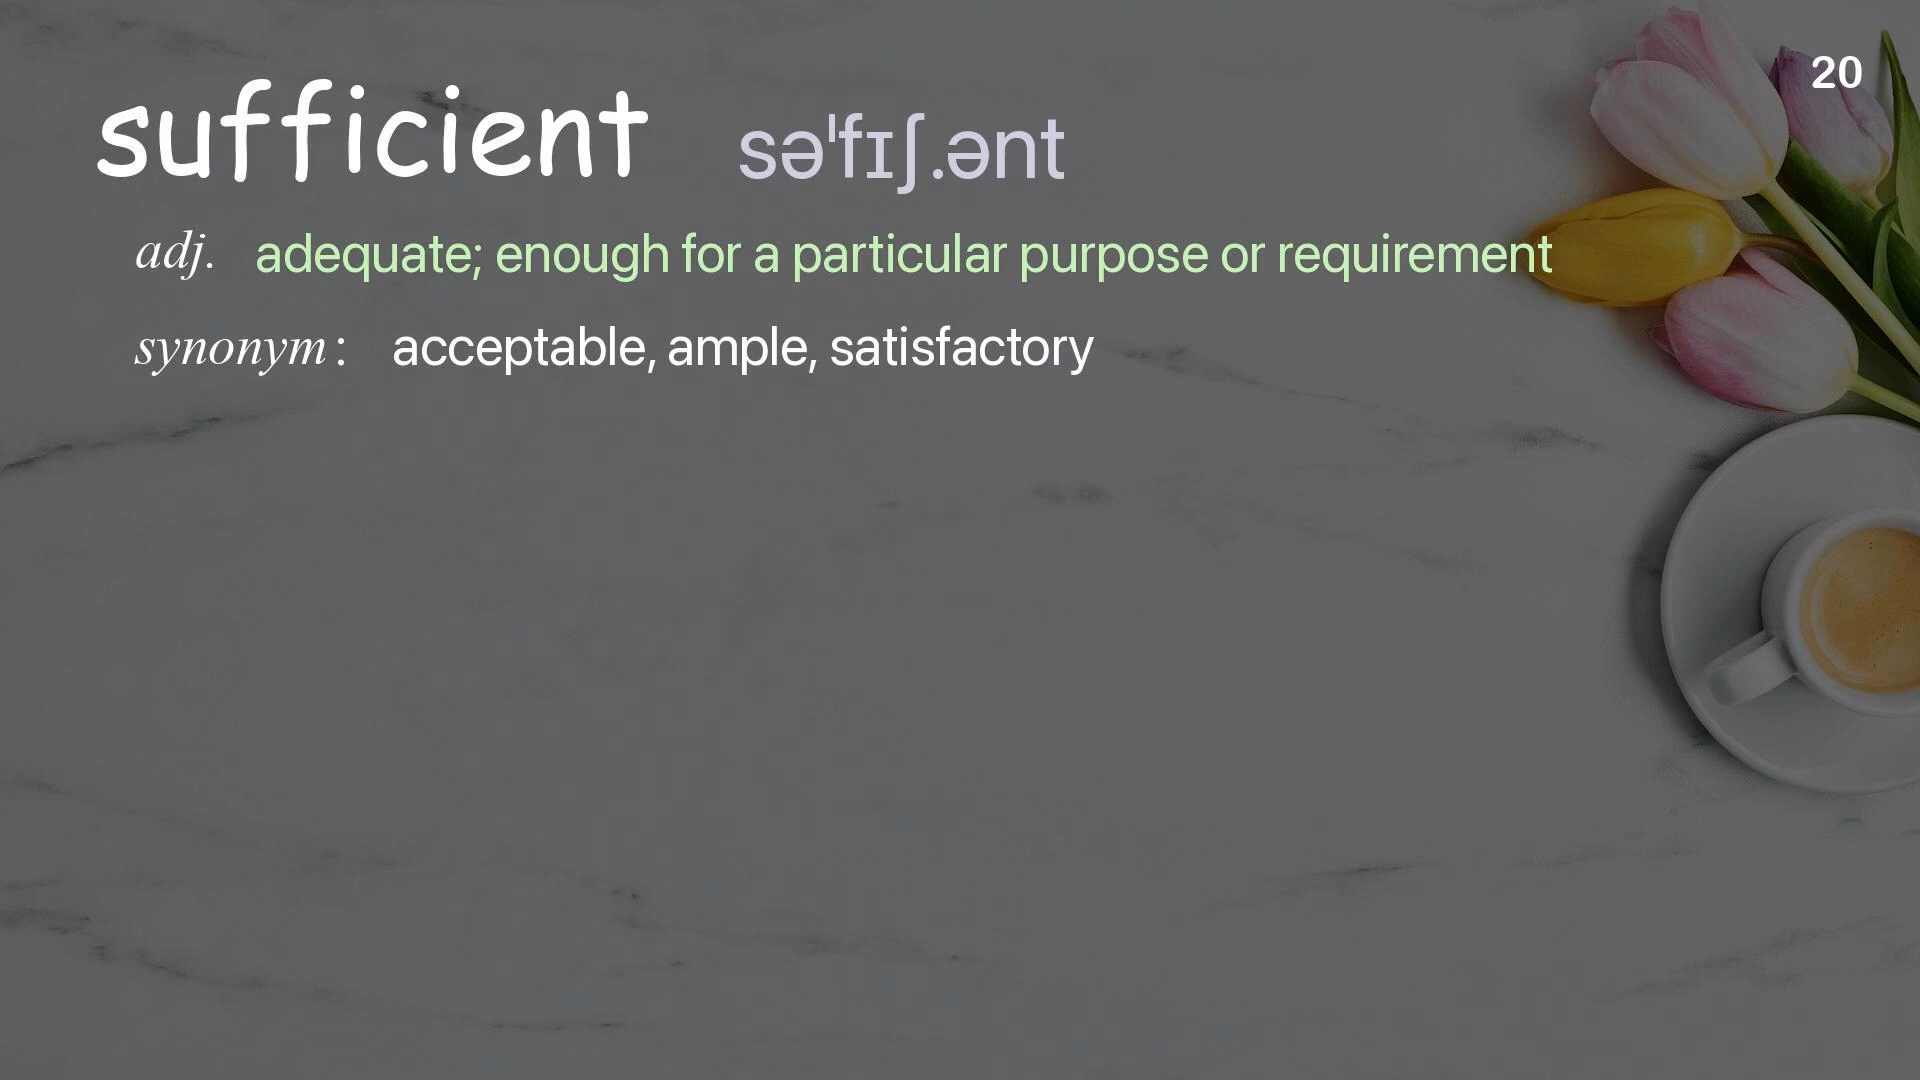 20
sufficient səˈfɪʃ.ənt
adj. adequate; enough for a particular purpose or requirement
synonym: acceptable, ample, satisfactory